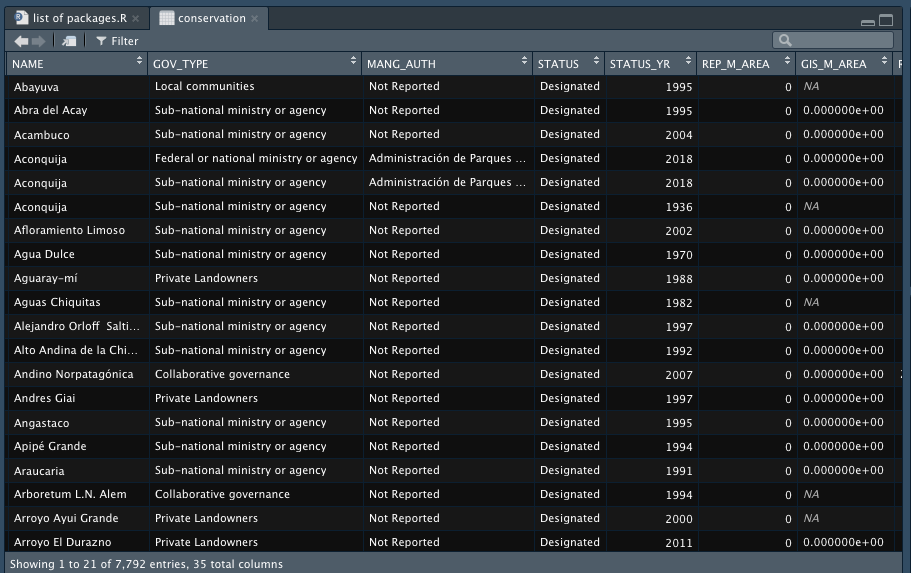 list of packages.R conservation
Filter
NAME GOV_TYPE MANG_AUTH STATUS STATUS_YR REP_M_AREA GIS_M_AREA
Abayuva Local communities Not Reported Designated 1995 0 NA
Abra del Acay Sub-national ministry or agency Not Reported Designated 1995 0 0.000000e+00
Acambuco Sub-national ministry or agency Not Reported Designated 2004 0 0.000000e+00
Aconquija Federal or national ministry or agency Administración de Parques ... Designated 2018 0 0.000000e+00
Aconquija Sub-national ministry or agency Administración de Parques ... Designated 2018 0 0.000000e+00
Aconquija Sub-national ministry or agency Not Reported Designated 1936 0 NA
Afloramiento Limoso Sub-national ministry or agency Not Reported Designated 2002 0 0.000000e+00
Agua Dulce Sub-national ministry or agency Not Reported Designated 1970 0 0.000000e+00
Aguaray-mí Private Landowners Not Reported Designated 1988 0 0.000000e+00
Aguas Chiquitas Sub-national ministry or agency Not Reported Designated 1982 0 NA
Alejandro Orloff Salti... Sub-national ministry or agency Not Reported Designated 1997 0 0.000000e+00
Alto Andina de la Chi... Sub-national ministry or agency Not Reported Designated 1992 0 0.000000e+00
Andino Norpatagónica Collaborative governance Not Reported Designated 2007 0 0.000000e+00
Andres Giai Private Landowners Not Reported Designated 1997 0 0.000000e+00
Angastaco Sub-national ministry or agency Not Reported Designated 1995 0 0.000000e+00
Apipé Grande Sub-national ministry or agency Not Reported Designated 1994 0 0.000000e+00
Araucaria Sub-national ministry or agency Not Reported Designated 1991 0 0.000000e+00
Arboretum L.N. Alem Collaborative governance Not Reported Designated 1994 0 NA
Arroyo Ayui Grande Private Landowners Not Reported Designated 2000 0 NA
Arroyo El Durazno Private Landowners Not Reported Designated 2011 0 0.000000e+00
Showing 1 to 21 of 7,792 entries, 35 total columns